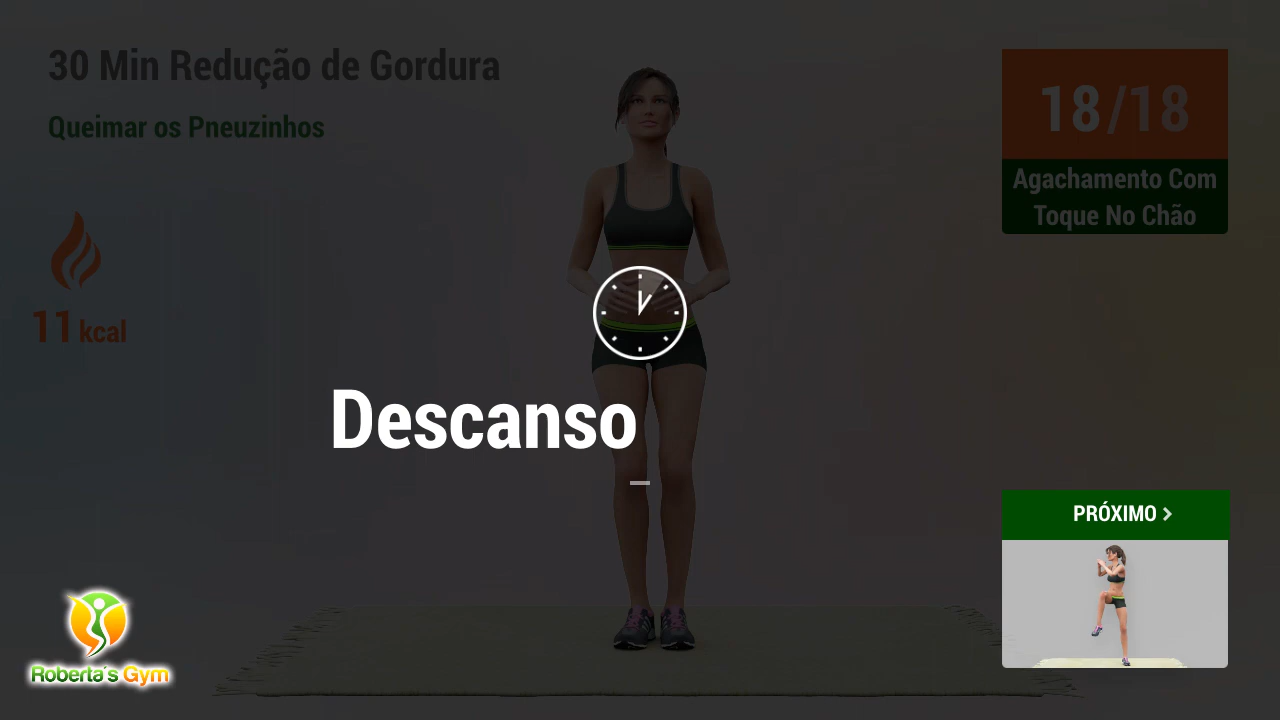 30 Min Redução de Gordura
Queimar os Pneuzinhos
11 kcal
18/18
Agachamento Com
Toque No Chão
Descanso
PRÓXIMO >
Roberta´s Gym